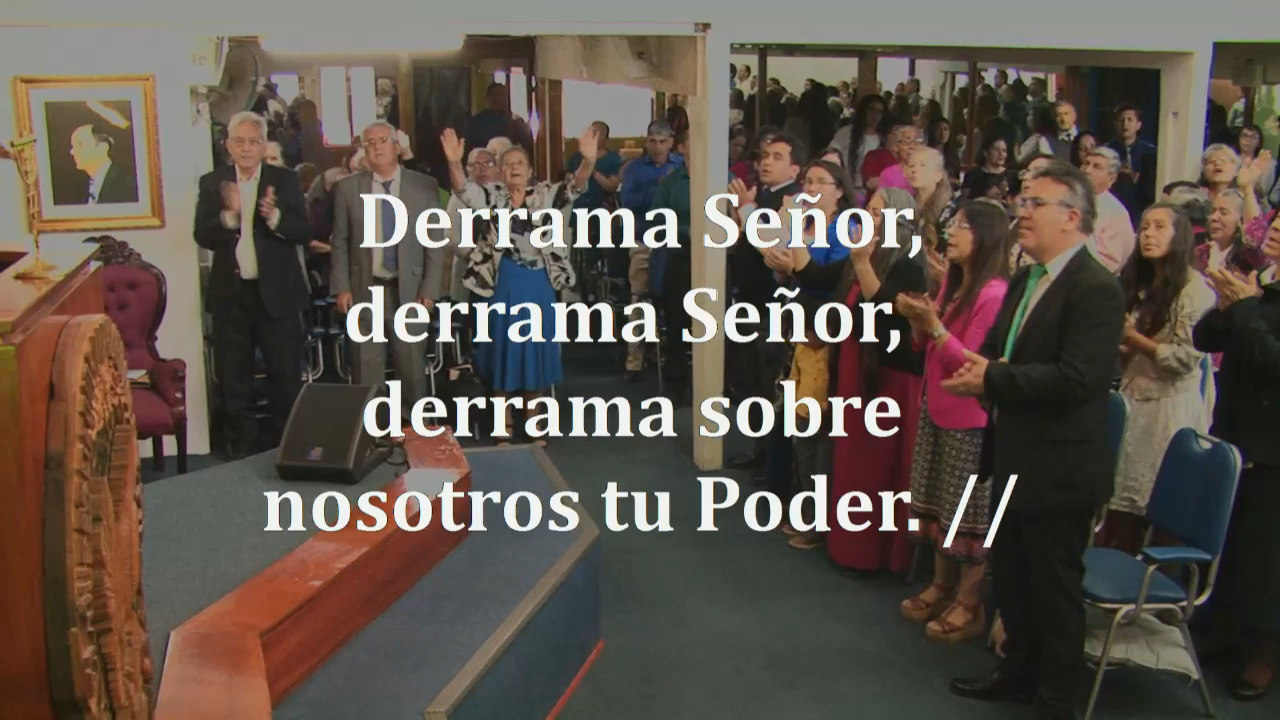 Derrama Señor,
derrama Señor,
derrama sobre
nosotros tu Poder. //